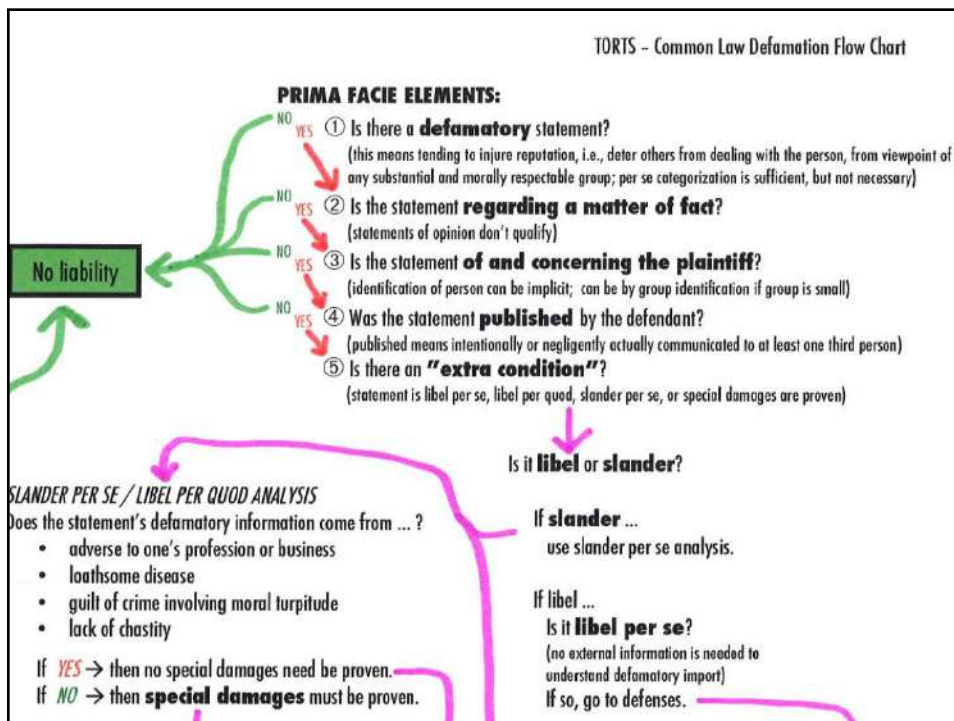 TORTS – Common Law Defamation Flow Chart
PRIMA FACIE ELEMENTS:
NO
YES ① Is there a defamatory statement?
(this means tending to injure reputation, i.e., deter others from dealing with the person, from viewpoint of
any substantial and morally respectable group; per se categorization is sufficient, but not necessary)
NO
YES ② Is the statement regarding a matter of fact?
(statements of opinion don't qualify)
NO
YES ③ Is the statement of and concerning the plaintiff?
(identification of person can be implicit; can be by group identification if group is small)
NO
YES ④ Was the statement published by the defendant?
(published means intentionally or negligently actually communicated to at least one third person)
⑤ Is there an "extra condition"?
(statement is libel per se, libel per quod, slander per se, or special damages are proven)
No liability
Is it libel or slander?
SLANDER PER SE / LIBEL PER QUOD ANALYSIS
Does the statement's defamatory information come from ... ?
• adverse to one's profession or business
• loathsome disease
• guilt of crime involving moral turpitude
• lack of chastity
If YES → then no special damages need be proven.
If NO → then special damages must be proven.
If slander ...
use slander per se analysis.
If libel ...
Is it libel per se?
(no external information is needed to
understand defamatory import)
If so, go to defenses.